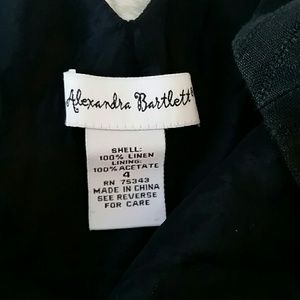 Alexandra Bartlett®
SHELL:
100% LINEN
LINING:
100% ACETATE
4
RN 75343
MADE IN CHINA
SEE REVERSE
FOR CARE